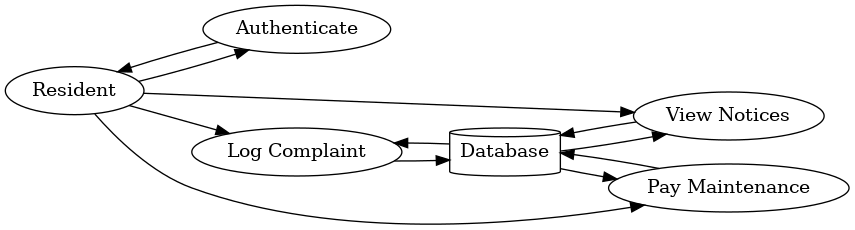 Authenticate
Resident
View Notices
Log Complaint
Database
Pay Maintenance